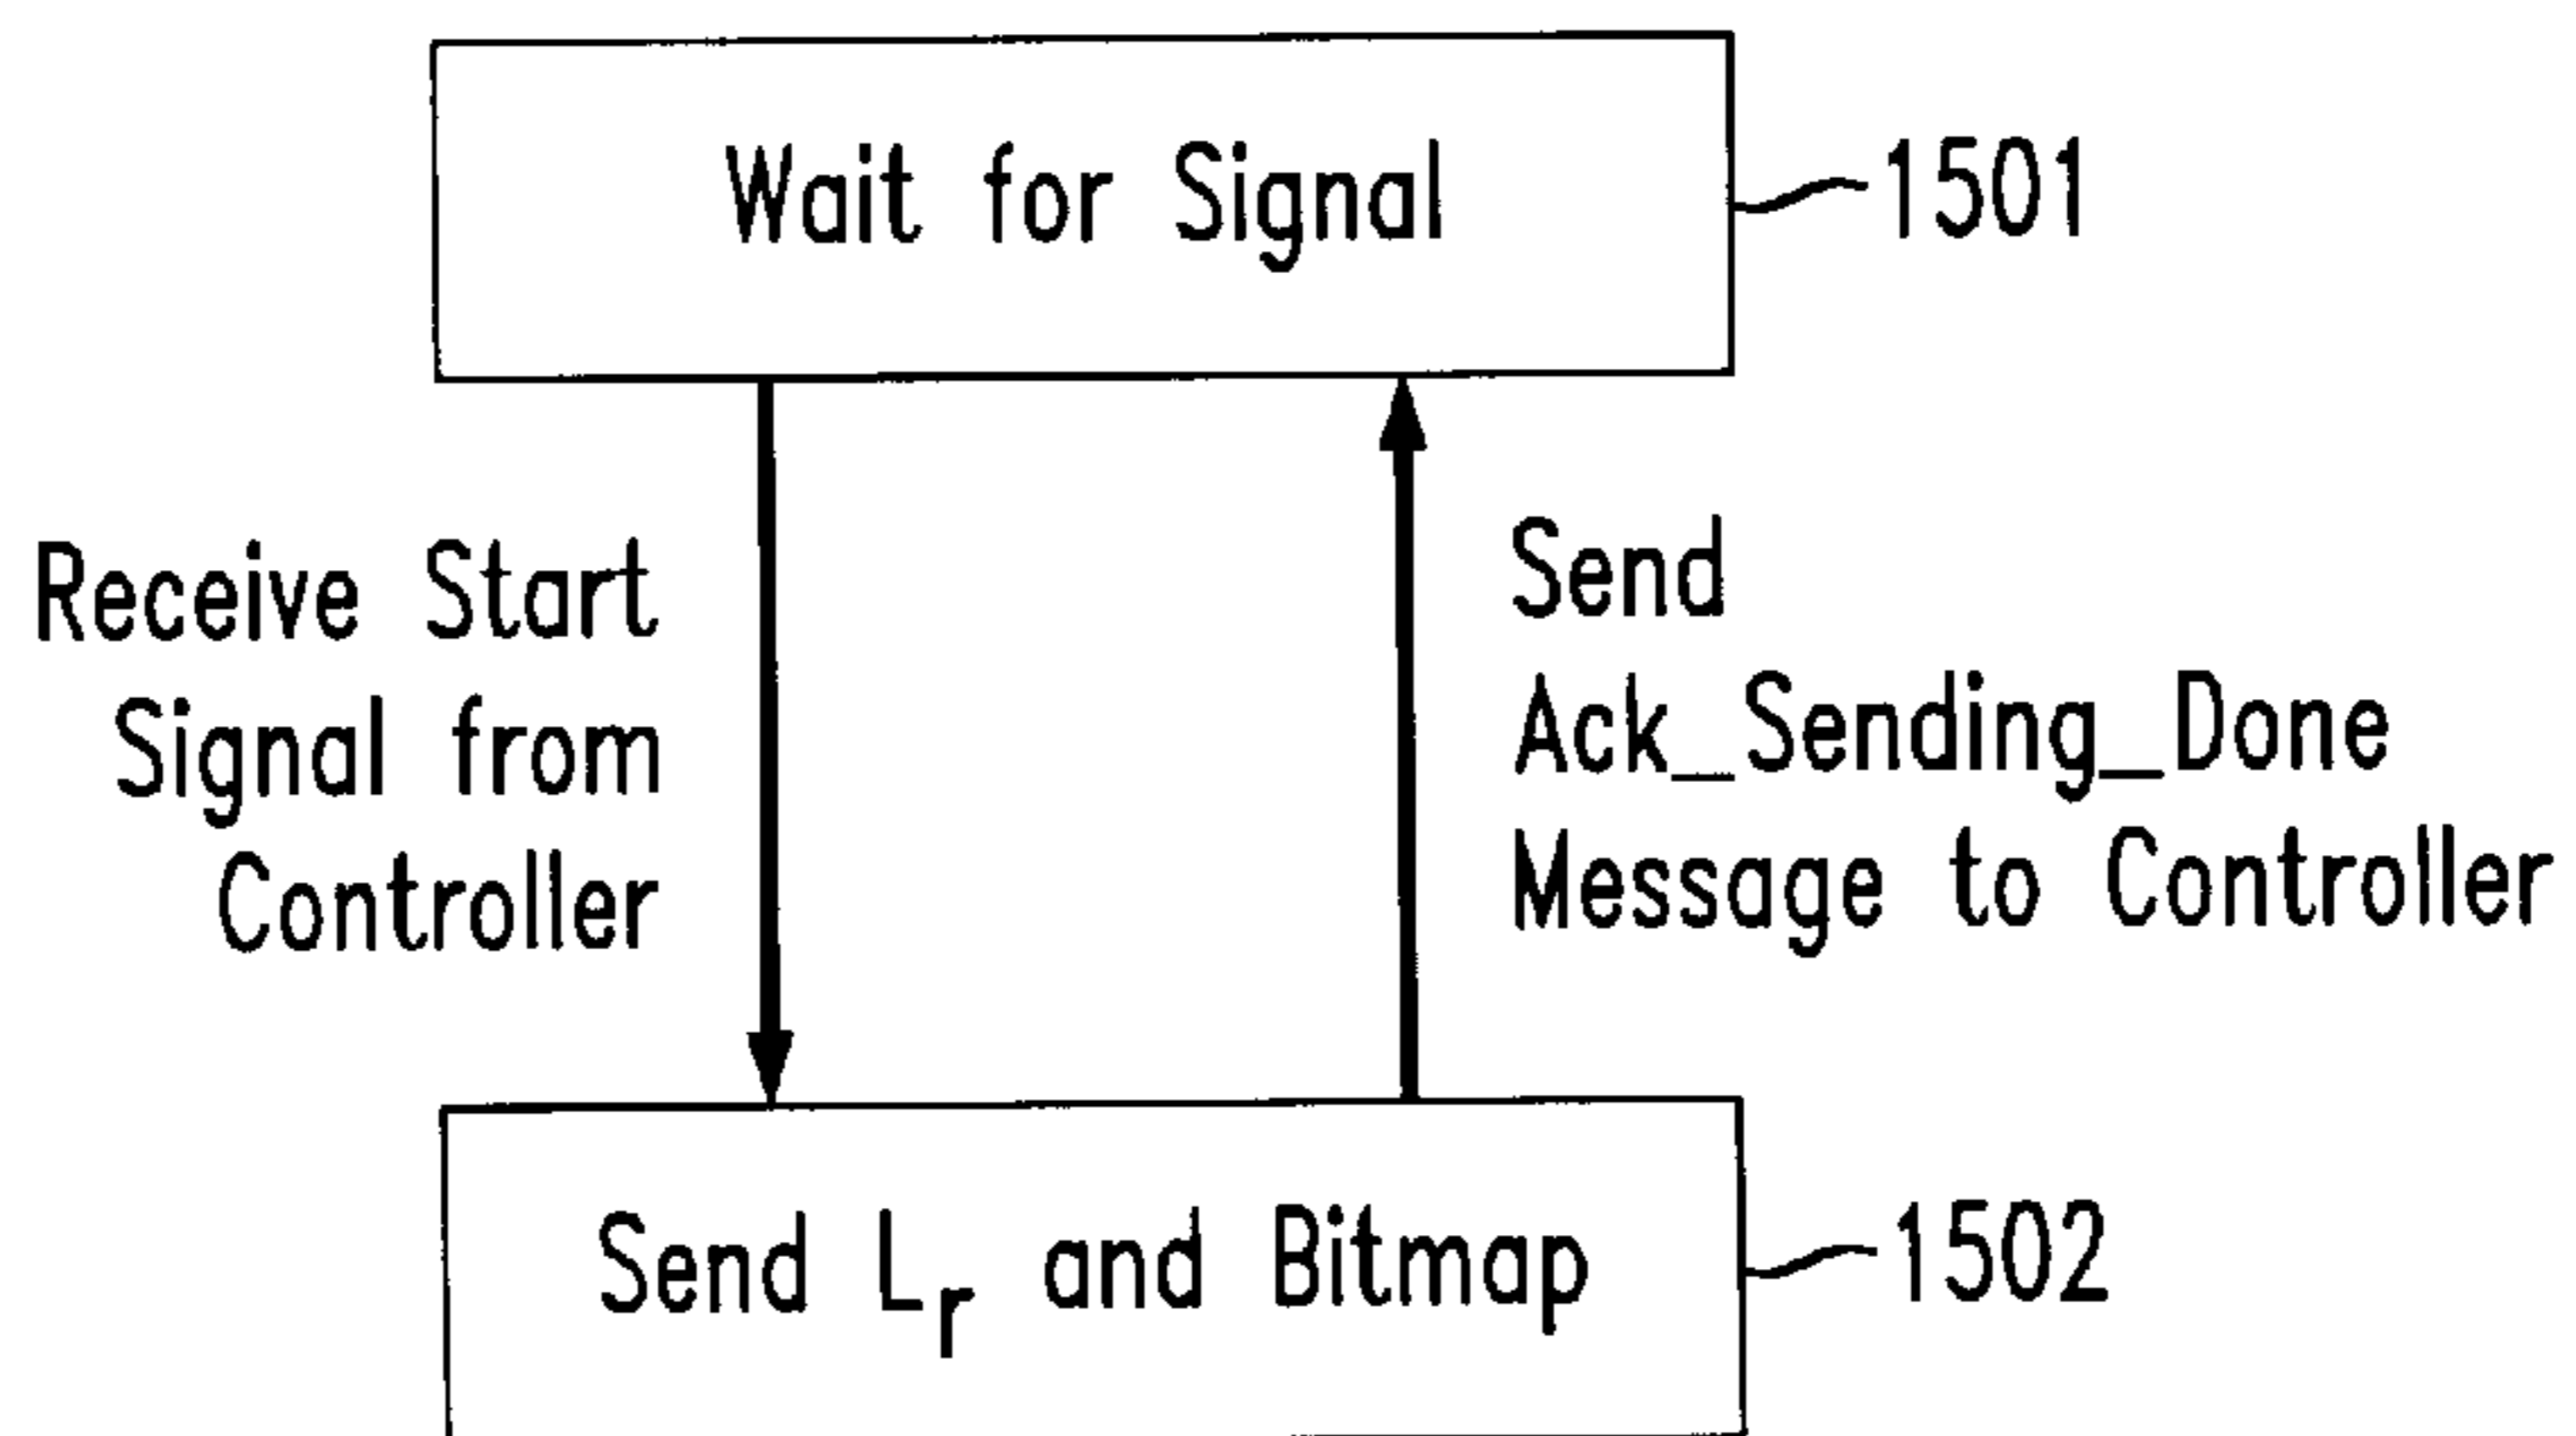 Wait for Signal
1501
Receive Start
Signal from
Controller
Send
Ack_Sending_Done
Message to Controller
Send Lr and Bitmap
1502